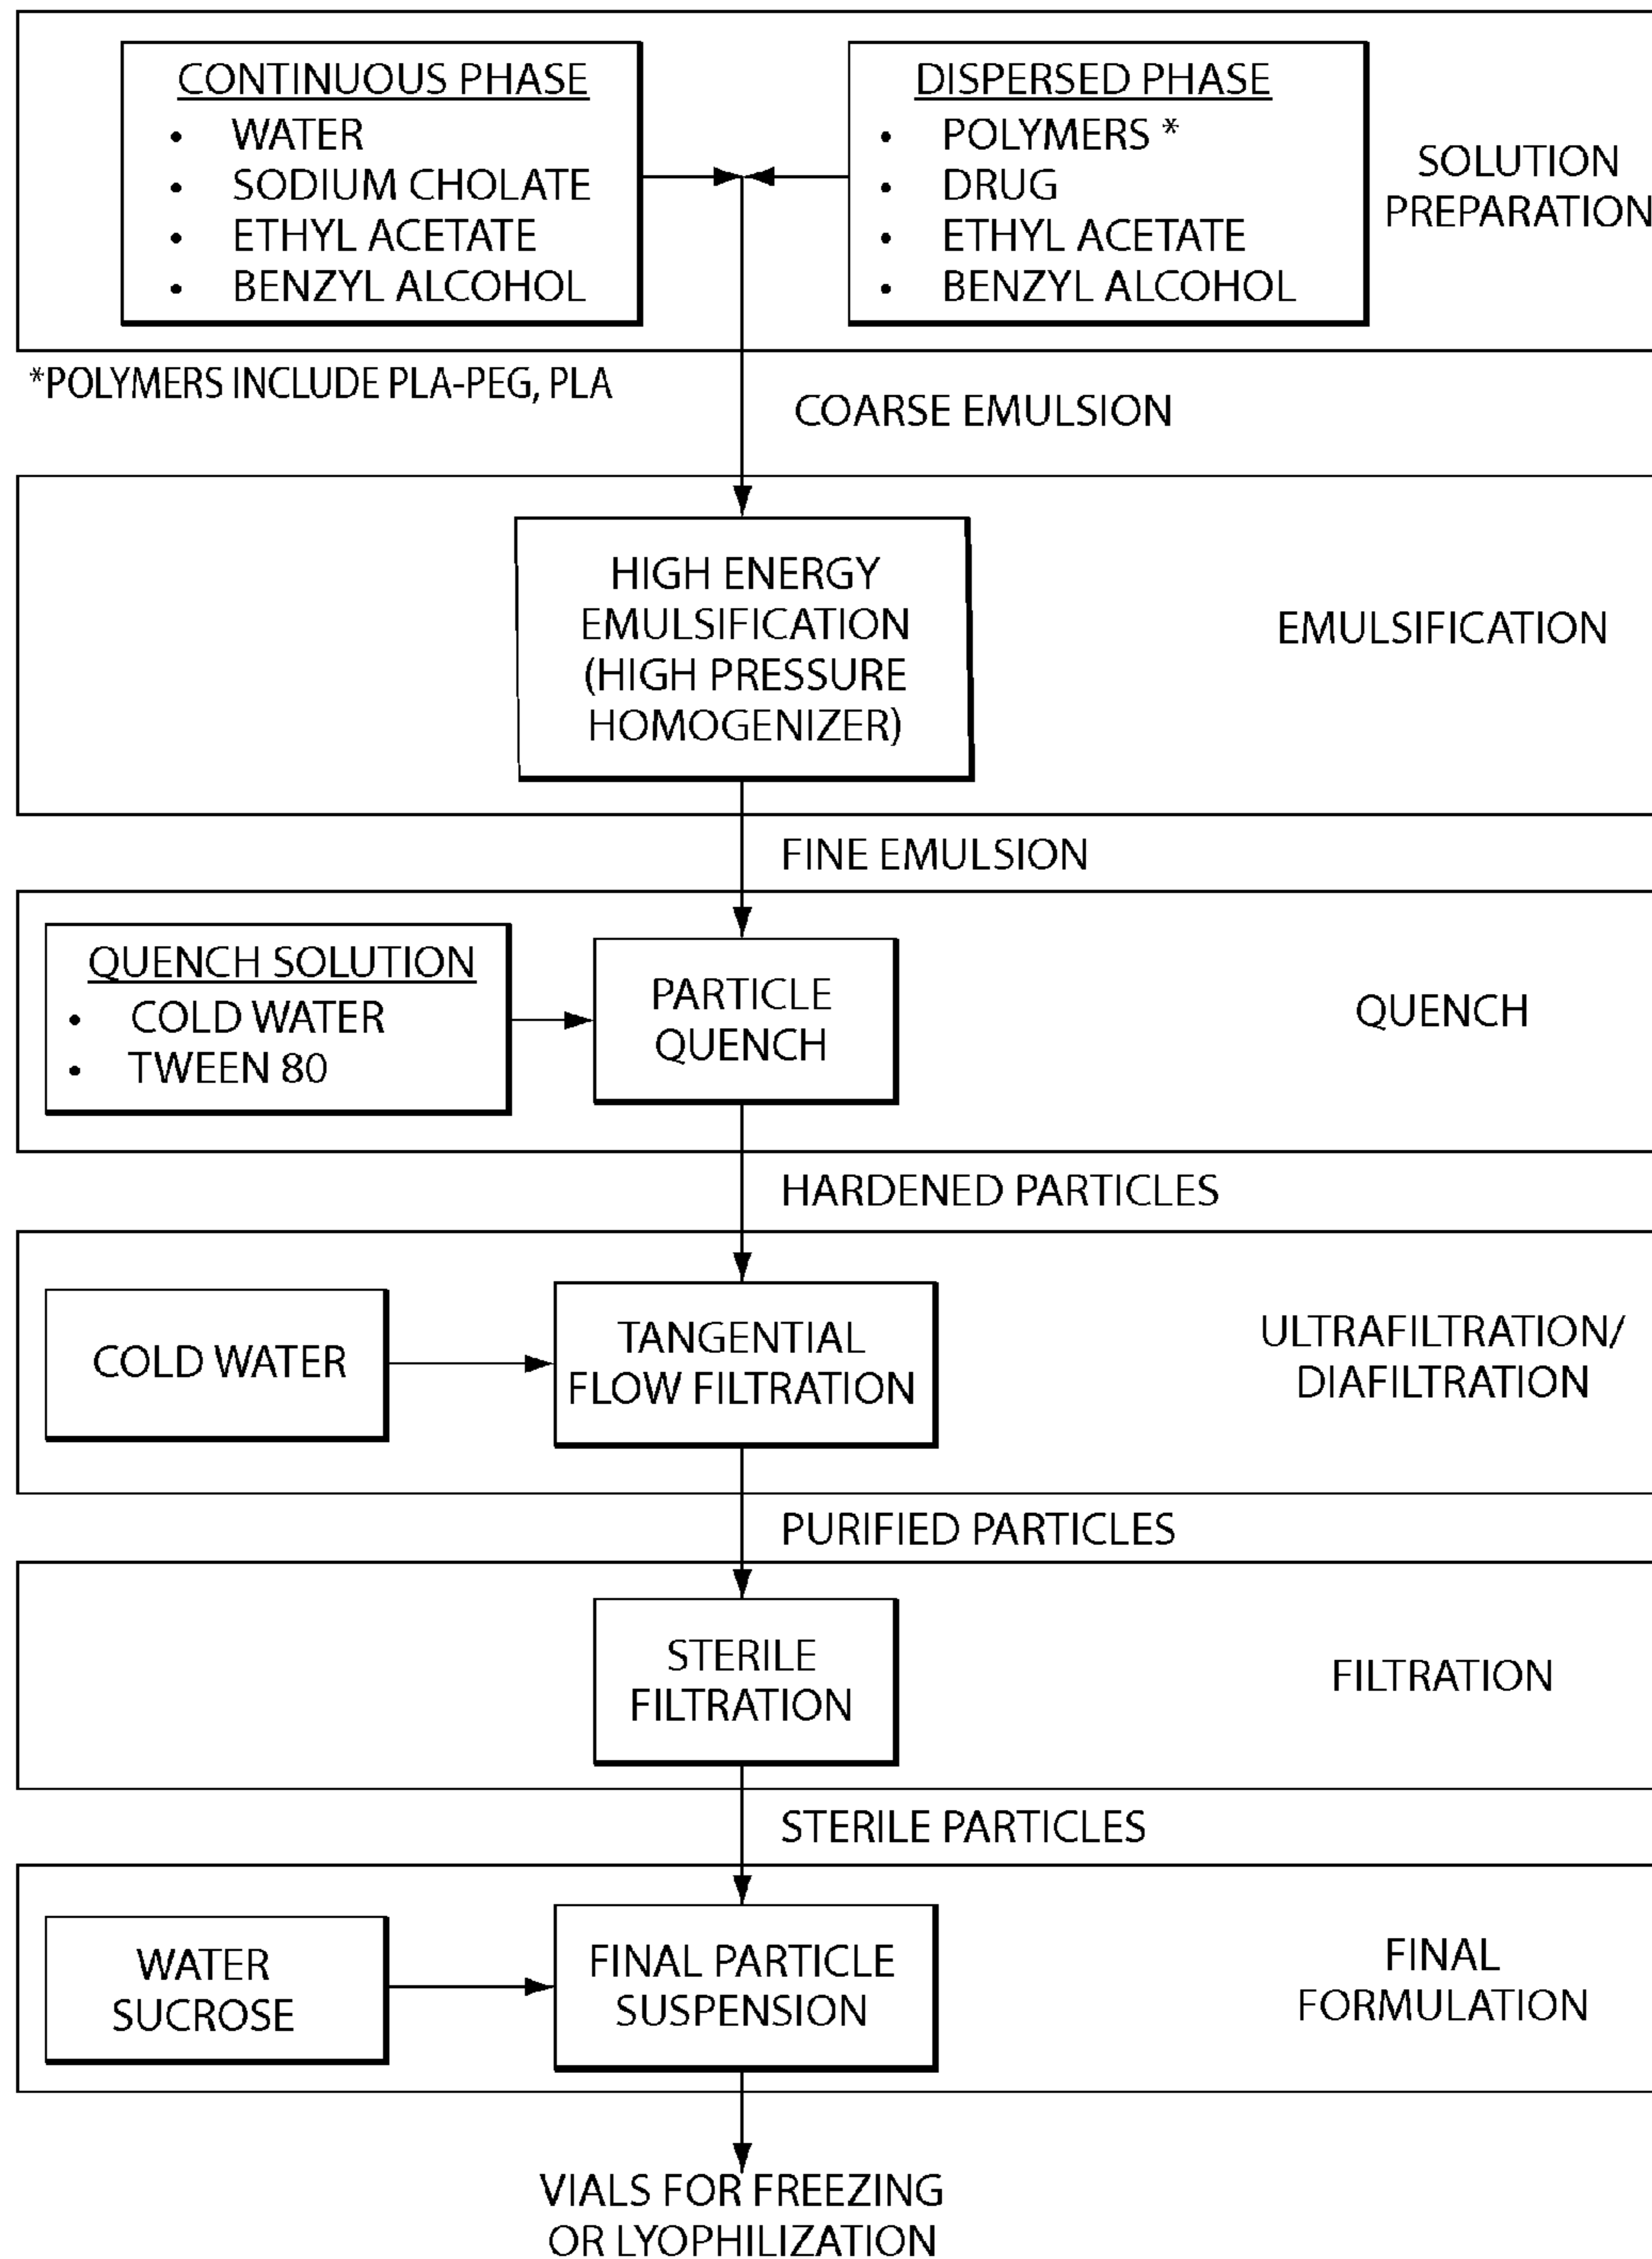 CONTINUOUS PHASE
• WATER
• SODIUM CHOLATE
• ETHYL ACETATE
• BENZYL ALCOHOL
DISPERSED PHASE
• POLYMERS *
• DRUG
• ETHYL ACETATE
• BENZYL ALCOHOL
SOLUTION
PREPARATION
*POLYMERS INCLUDE PLA-PEG, PLA
COARSE EMULSION
HIGH ENERGY
EMULSIFICATION
(HIGH PRESSURE
HOMOGENIZER)
EMULSIFICATION
FINE EMULSION
QUENCH SOLUTION
• COLD WATER
• TWEEN 80
PARTICLE
QUENCH
QUENCH
HARDENED PARTICLES
COLD WATER
TANGENTIAL
FLOW FILTRATION
ULTRAFILTRATION/
DIAFILTRATION
PURIFIED PARTICLES
STERILE
FILTRATION
FILTRATION
STERILE PARTICLES
WATER
SUCROSE
FINAL PARTICLE
SUSPENSION
FINAL
FORMULATION
VIALS FOR FREEZING
OR LYOPHILIZATION